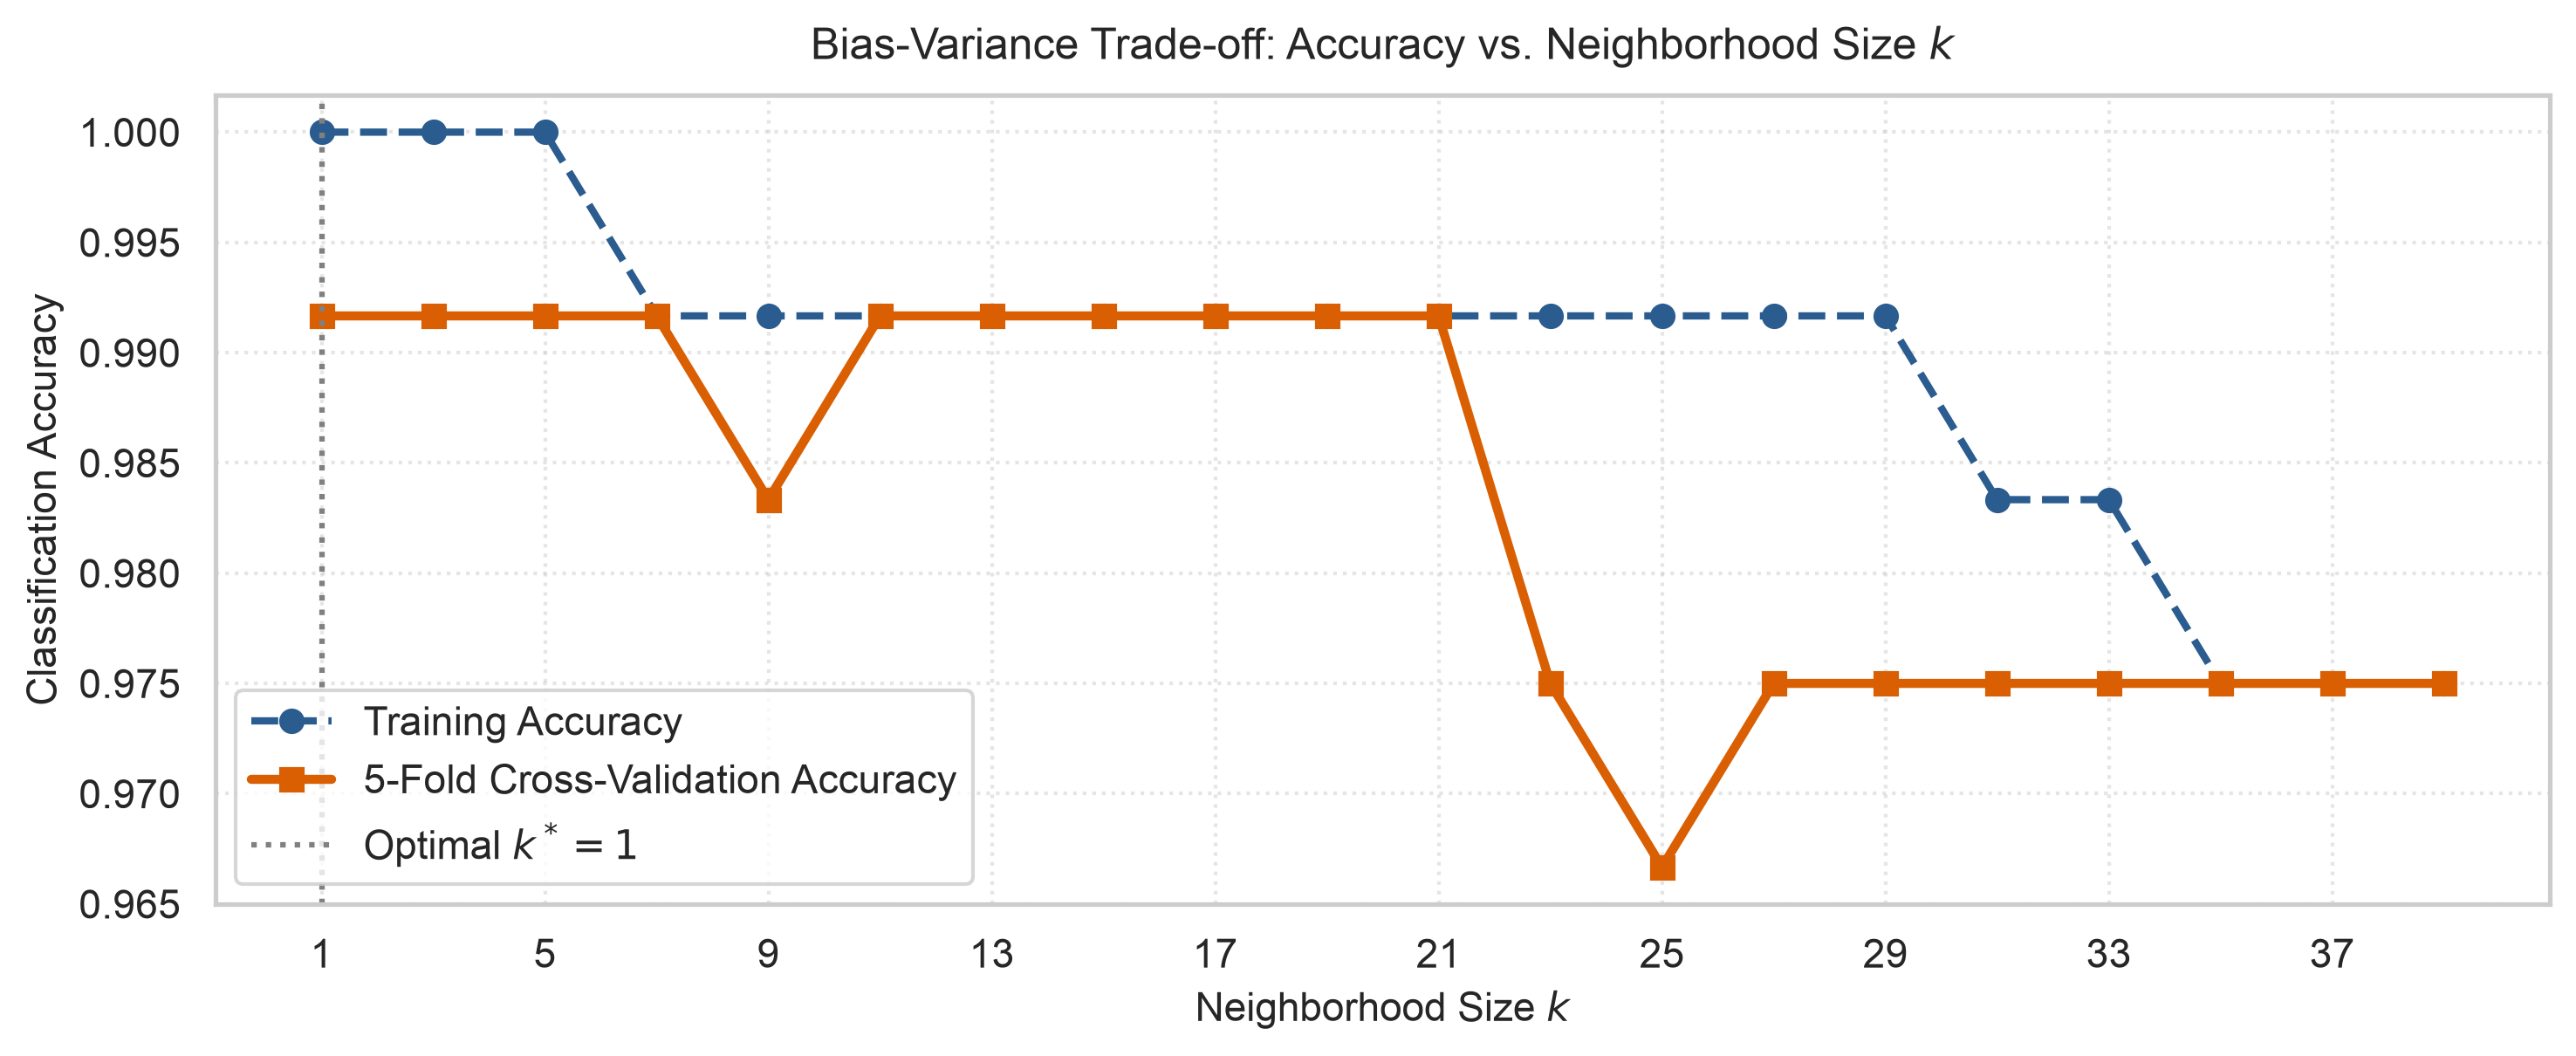 Bias-Variance Trade-off: Accuracy vs. Neighborhood Size k
Classification Accuracy
1.000
0.995
0.990
0.985
0.980
0.975
0.970
0.965
Training Accuracy
5-Fold Cross-Validation Accuracy
Optimal k* = 1
1 5 9 13 17 21 25 29 33 37
Neighborhood Size k